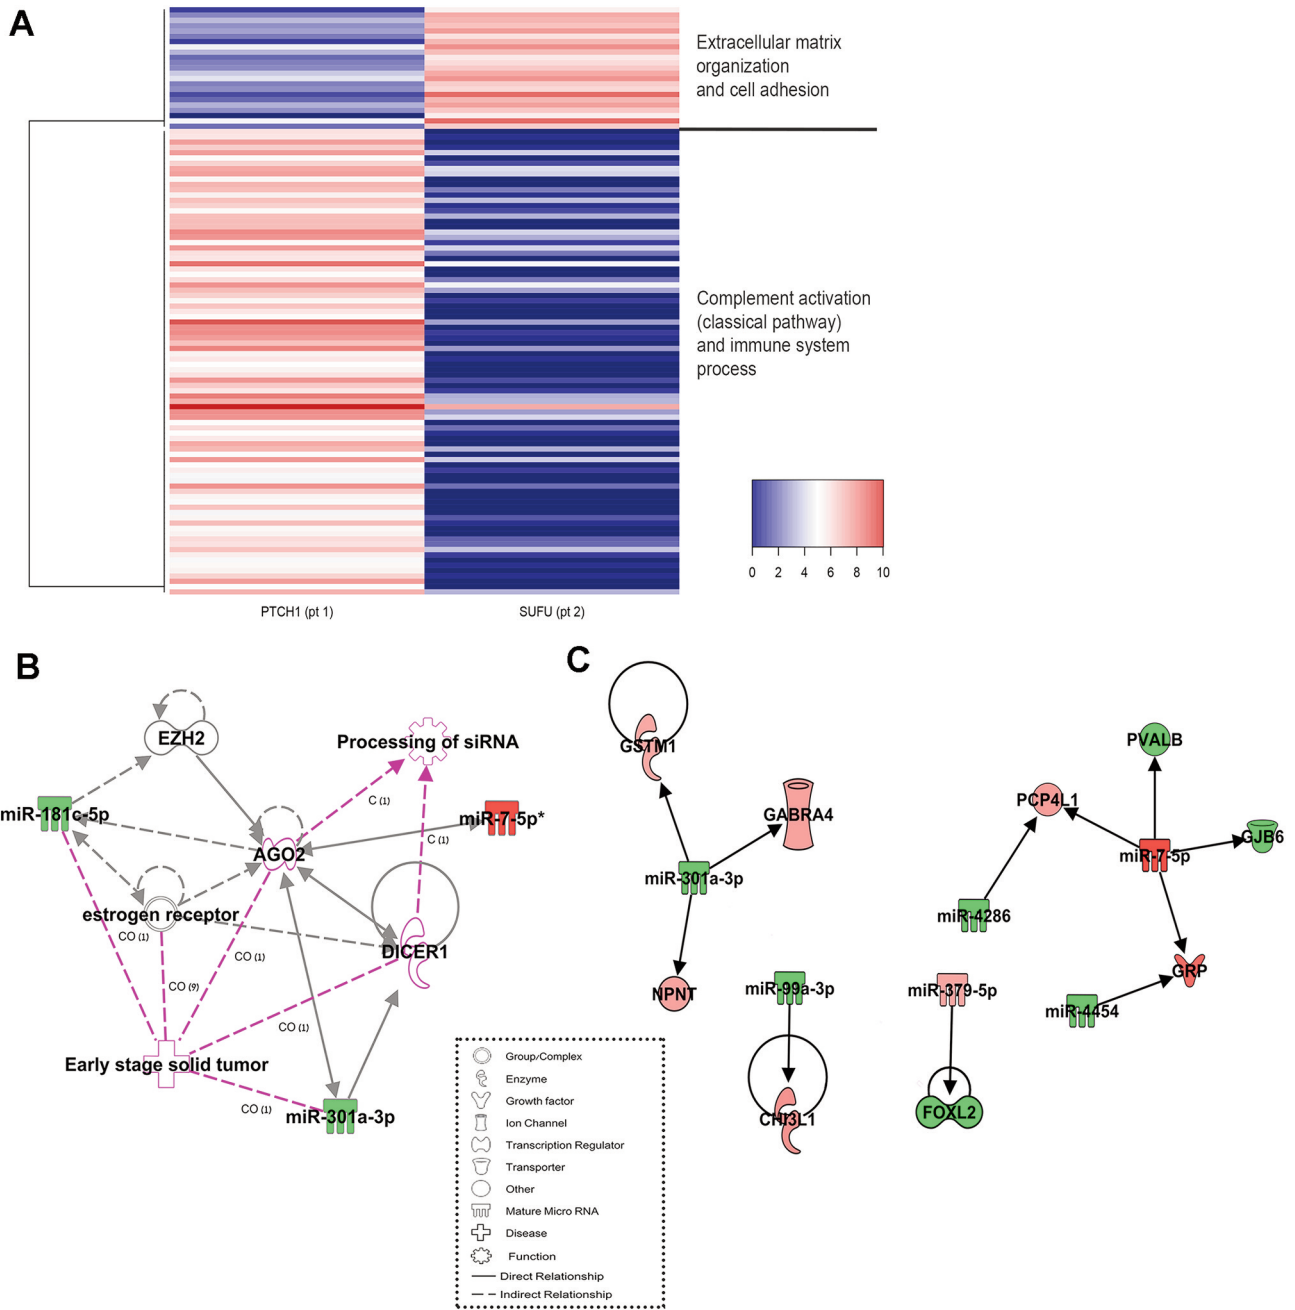 A
Extracellular matrix
organization
and cell adhesion
Complement activation
(classical pathway)
and immune system
process
0 2 4 6 8 10
PTCH1 (pt 1) SUFU (pt 2)
B
EZH2
Processing of siRNA
miR-181c-5p
C (1)
miR-7-5p*
C (1)
AGO2
estrogen receptor
CO (1)
CO (1)
DICER1
CO (9)
CO (1)
Early stage solid tumor
CO (1)
miR-301a-3p
Group/Complex
Enzyme
Growth factor
Ion Channel
Transcription Regulator
Transporter
Other
Mature Micro RNA
Disease
Function
Direct Relationship
Indirect Relationship
C
GSTM1
GABRA4
miR-301a-3p
NPNT
miR-99a-3p
CHI3L1
PVALB
PCP4L1
GJB6
miR-7-5p
miR-4286
GRP
miR-379-5p
miR-4454
FOXL2